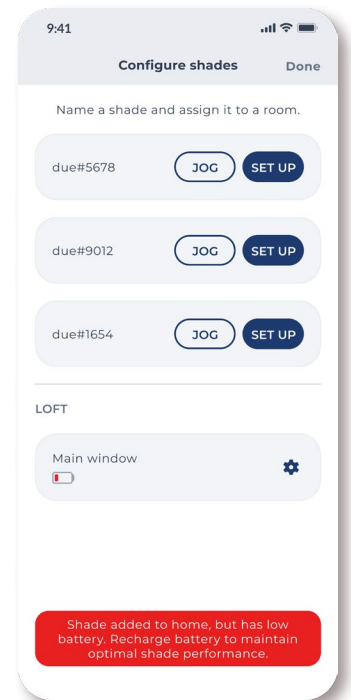 9:41
Configure shades Done
Name a shade and assign it to a room.
due#5678 JOG SET UP
due#9012 JOG SET UP
due#1654 JOG SET UP
LOFT
Main window
Shade added to home, but has low
battery. Recharge battery to maintain
optimal shade performance.